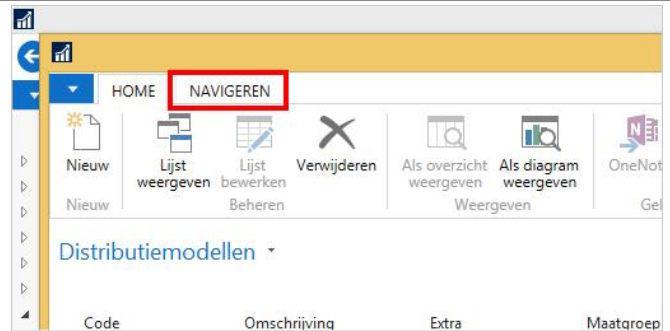 HOME NAVIGEREN
Nieuw Lijst weergeven Lijst bewerken Verwijderen Als overzicht weergeven Als diagram weergeven
Nieuw Beheren Weergeven
Distributiemodellen
Code Omschrijving Extra Maatgroep